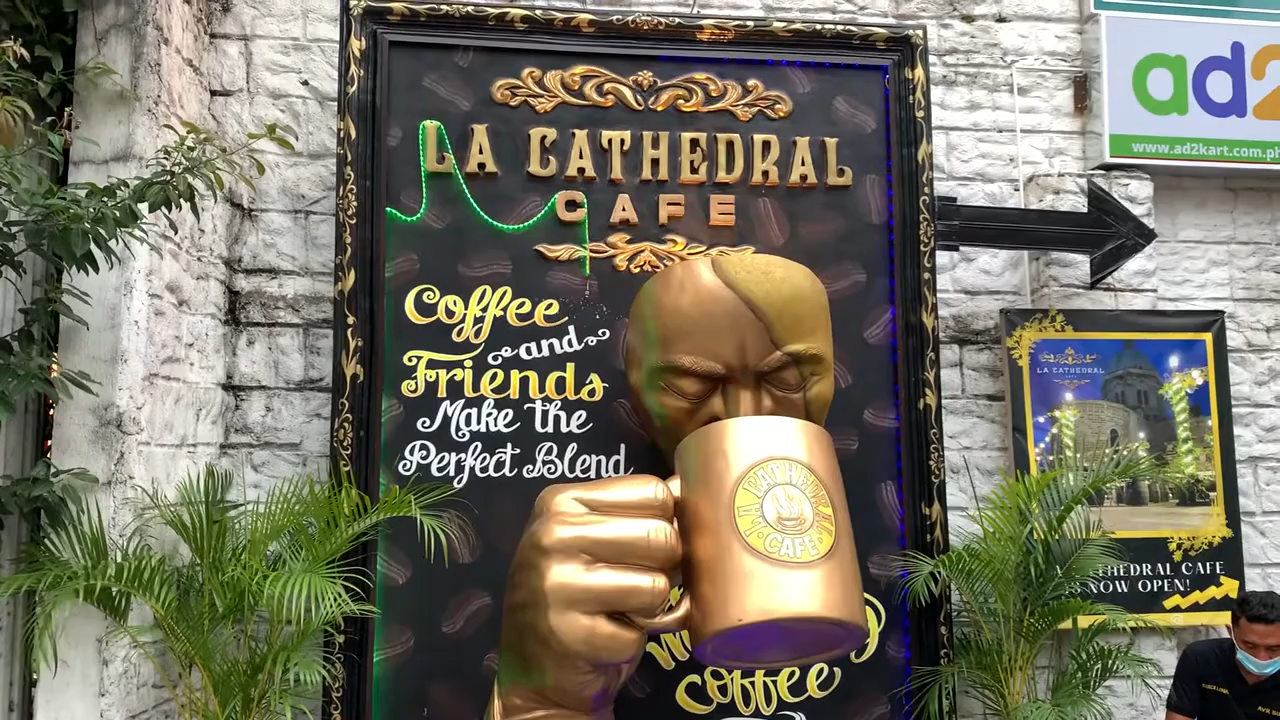 LA CATHEDRAL
CAFE
Coffee
and
Friends
Make the
Perfect Blend
LA CATHEDRAL
CAFE
coffee
ad2
www.ad2kart.com.ph
LA CATHEDRAL
CATHEDRAL CAFE
NOW OPEN!